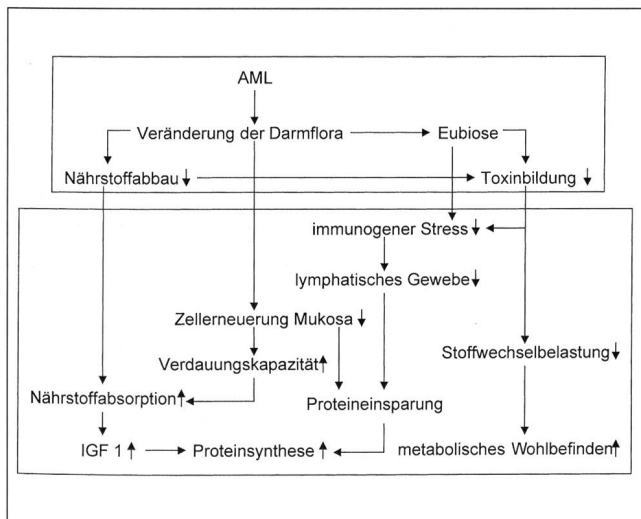 AML
Veränderung der Darmflora → Eubiose
Nährstoffabbau ↓ → Toxinbildung ↓
immunogener Stress ↓
lymphatisches Gewebe ↓
Zellerneuerung Mukosa ↓
Stoffwechselbelastung ↓
Verdauungskapazität ↑
Nährstoffabsorption ↑
Proteineinsparung
IGF 1 ↑ → Proteinsynthese ↑
metabolisches Wohlbefinden ↑